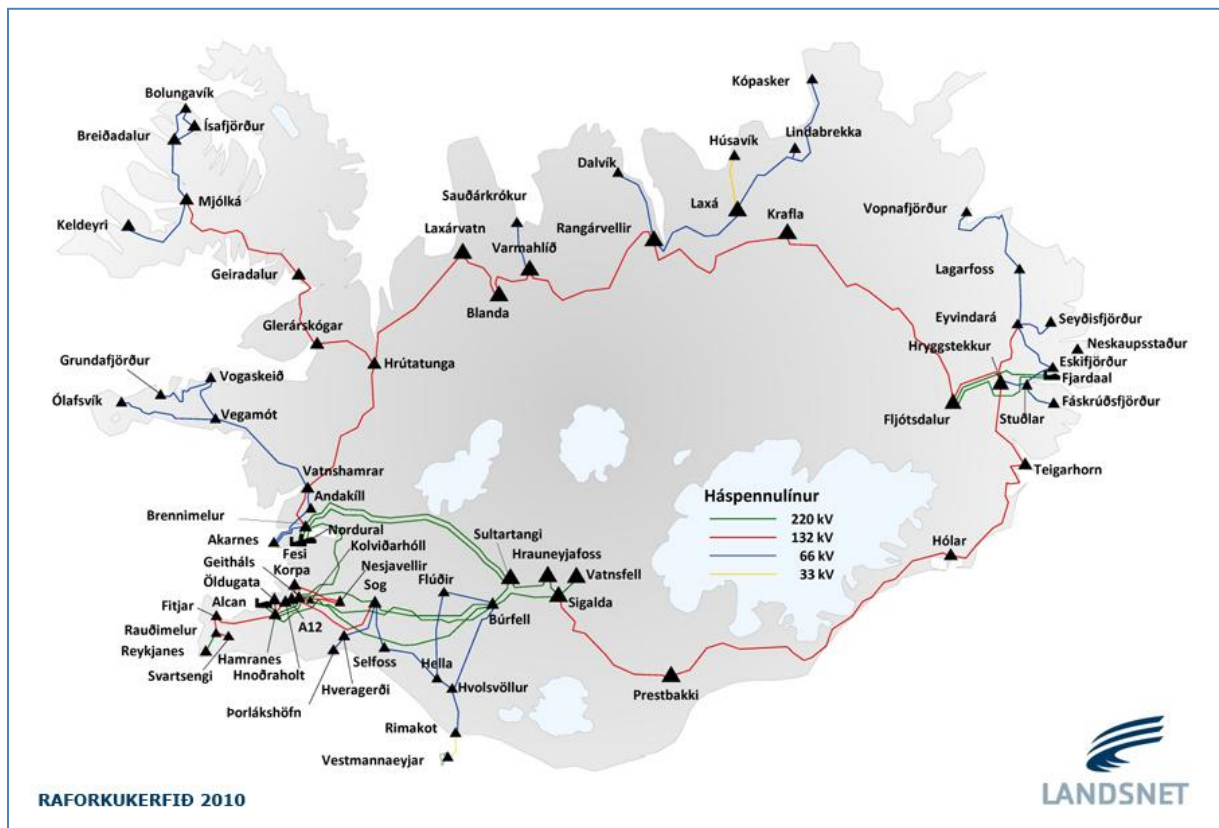 Bolungavík
Ísafjörður
Breiðadalur
Mjólká
Keldeyri
Geiradalur
Glerárskógar
Grundafjörður
Vogaskeið
Ólafsvík
Vegamót
Hrútatunga
Laxárvatn
Sauðárkrókur
Varmahlíð
Blanda
Dalvík
Rangárvellir
Húsavík
Laxá
Krafla
Kópasker
Lindabrekka
Vopnafjörður
Lagarfoss
Eyvindará
Seyðisfjörður
Hryggstekkur
Neskaupsstaður
Eskifjörður
Fjardaal
Fáskrúðsfjörður
Stuðlar
Fljótsdalur
Teigarhorn
Hólar
Prestbakki
Vatnshamrar
Andakíll
Brennimelur
Akarnes
Fesi
Nordural
Kolviðarhóll
Geitháls
Korpa
Nesjavellir
Öldugata
Alcan
A12
Sog
Fitjar
Rauðimelur
Reykjanes
Svartsengi
Hamranes
Hnoðraholt
Þorlákshöfn
Hveragerði
Selfoss
Flúðir
Hella
Hvolsvöllur
Búrfell
Sultartangi
Hrauneyjafoss
Vatnsfell
Sigalda
Rimakot
Vestmannaeyjar
Háspennulínur
220 kV
132 kV
66 kV
33 kV
RAFORKUKERFIÐ 2010
LANDSNET